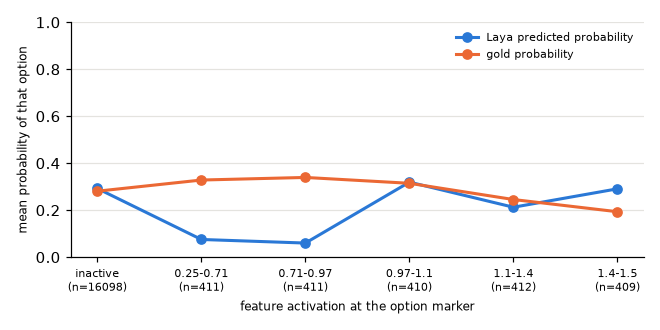 1.0
0.8
0.6
0.4
0.2
0.0
mean probability of that option
Laya predicted probability
gold probability
inactive
(n=16098)
0.25-0.71
(n=411)
0.71-0.97
(n=411)
0.97-1.1
(n=410)
1.1-1.4
(n=412)
1.4-1.5
(n=409)
feature activation at the option marker